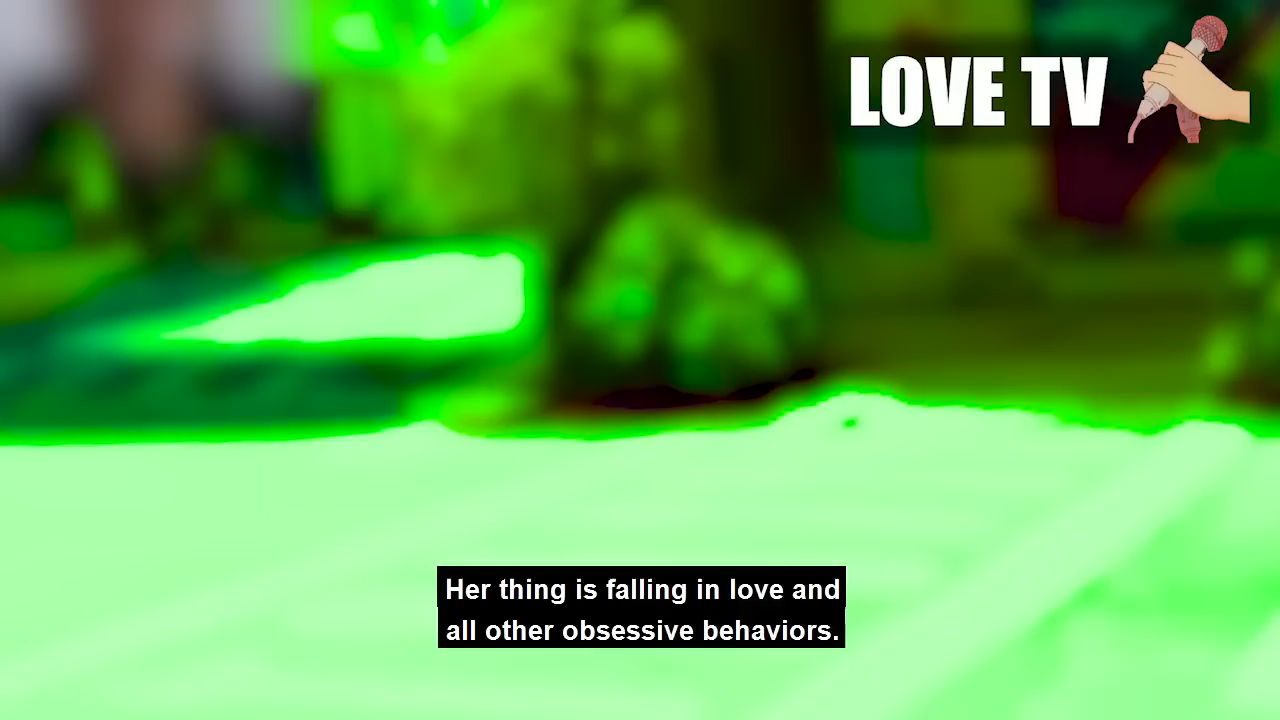 LOVE TV
Her thing is falling in love and
all other obsessive behaviors.